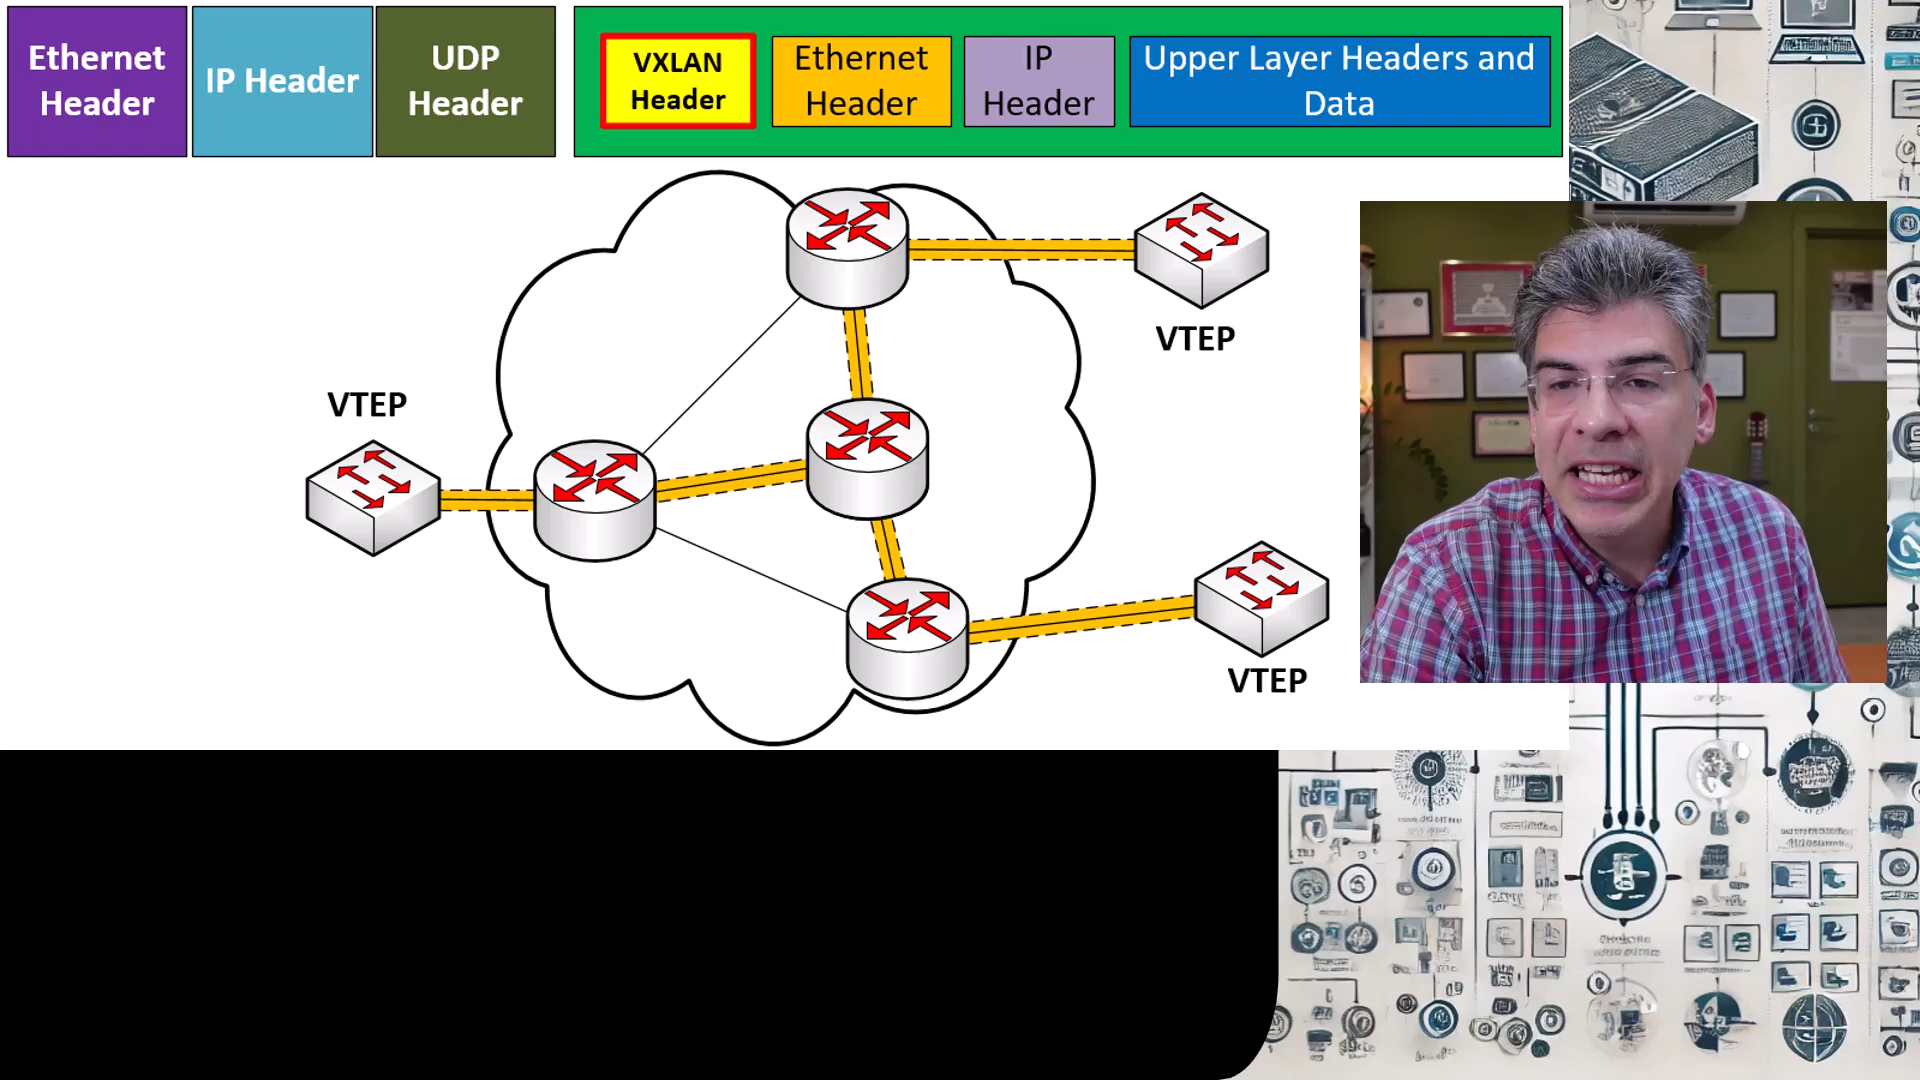 Ethernet
Header
IP Header
UDP
Header
VXLAN
Header
Ethernet
Header
IP
Header
Upper Layer Headers and
Data
VTEP
VTEP
VTEP